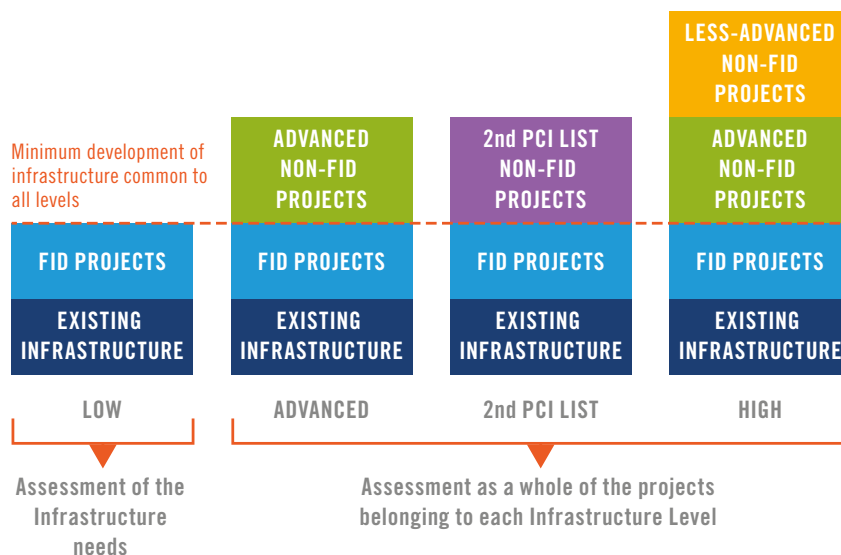 LESS-ADVANCED
NON-FID
PROJECTS
Minimum development of
infrastructure common to
all levels
ADVANCED
NON-FID
PROJECTS
2nd PCI LIST
NON-FID
PROJECTS
ADVANCED
NON-FID
PROJECTS
FID PROJECTS
FID PROJECTS
FID PROJECTS
FID PROJECTS
EXISTING
INFRASTRUCTURE
EXISTING
INFRASTRUCTURE
EXISTING
INFRASTRUCTURE
EXISTING
INFRASTRUCTURE
LOW
ADVANCED
2nd PCI LIST
HIGH
Assessment of the
Infrastructure
needs
Assessment as a whole of the projects
belonging to each Infrastructure Level